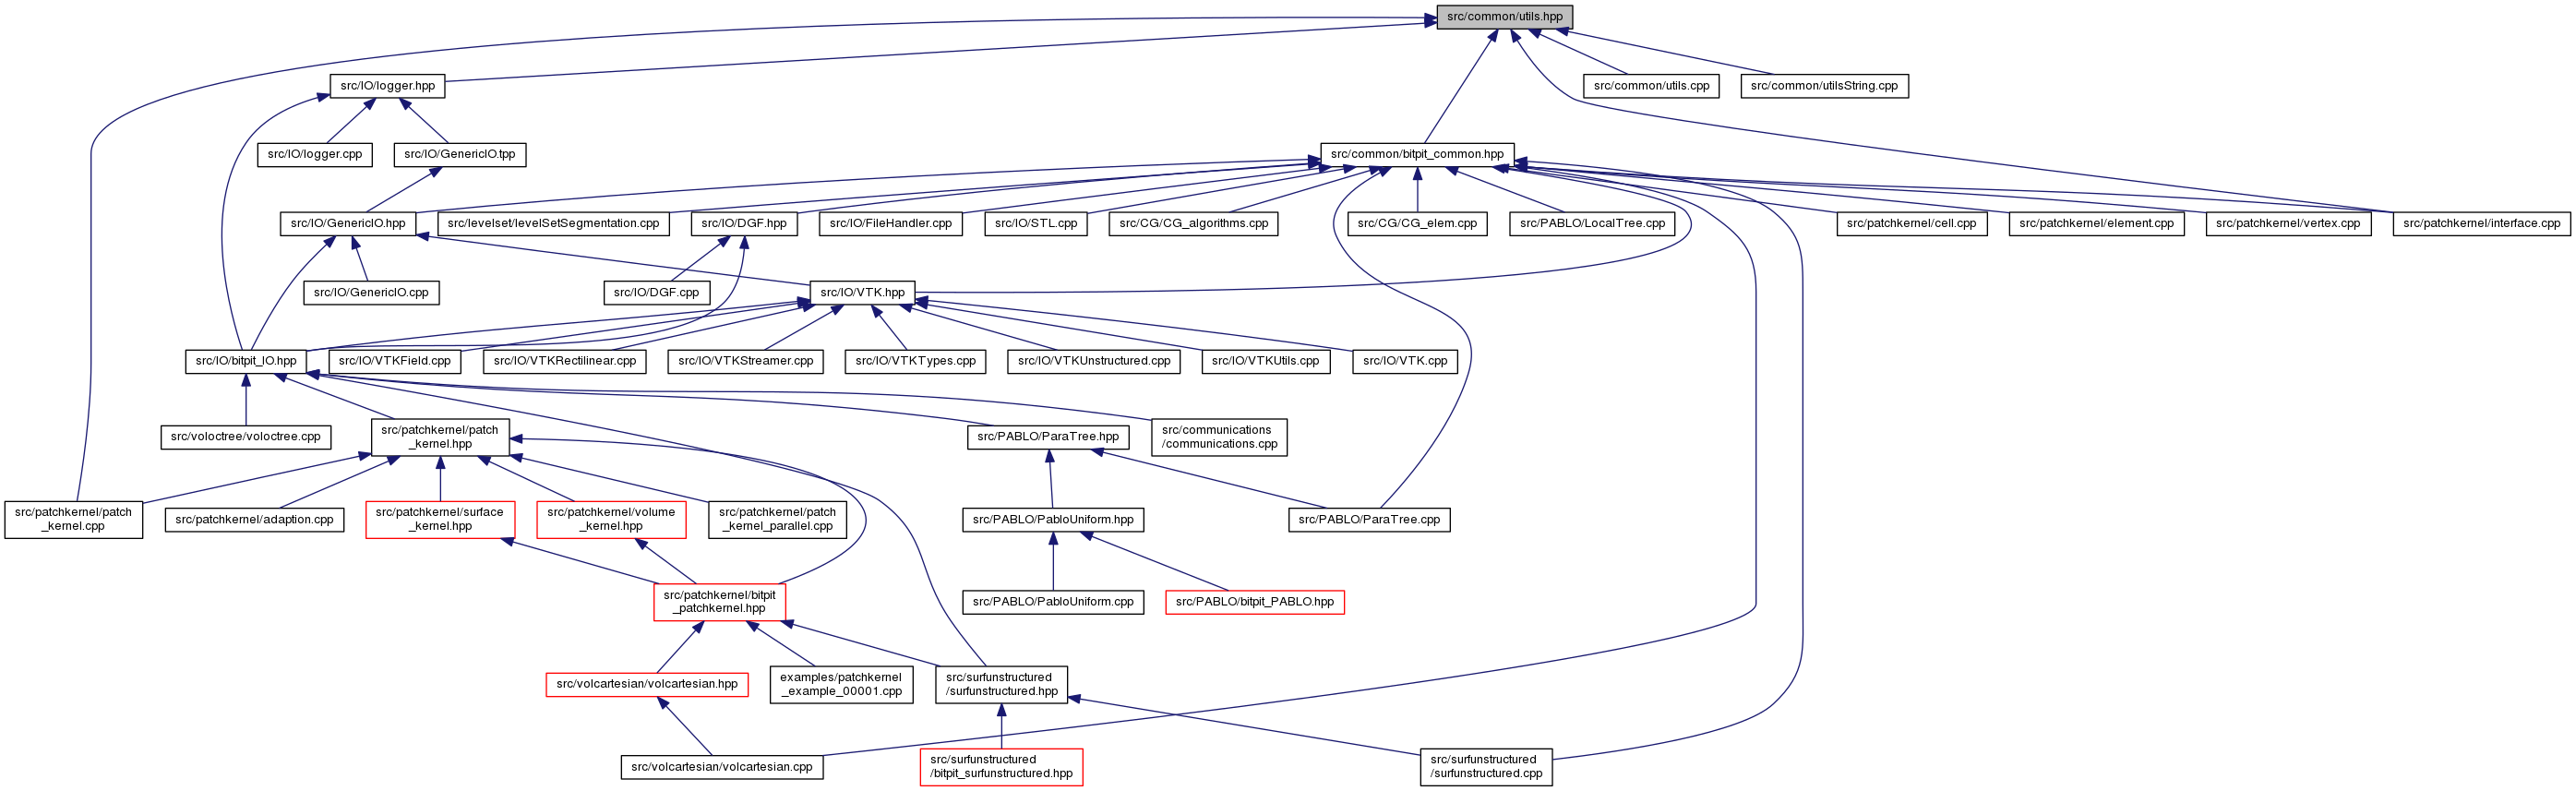 src/common/utils.hpp
src/IO/logger.hpp
src/common/utils.cpp
src/common/utilsString.cpp
src/IO/logger.cpp
src/IO/GenericIO.tpp
src/common/bitpit_common.hpp
src/IO/GenericIO.hpp
src/levelset/levelSetSegmentation.cpp
src/IO/DGF.hpp
src/IO/FileHandler.cpp
src/IO/STL.cpp
src/CG/CG_algorithms.cpp
src/CG/CG_elem.cpp
src/PABLO/LocalTree.cpp
src/patchkernel/cell.cpp
src/patchkernel/element.cpp
src/patchkernel/vertex.cpp
src/patchkernel/interface.cpp
src/IO/GenericIO.cpp
src/IO/DGF.cpp
src/IO/VTK.hpp
src/IO/bitpit_IO.hpp
src/IO/VTKField.cpp
src/IO/VTKRectilinear.cpp
src/IO/VTKStreamer.cpp
src/IO/VTKTypes.cpp
src/IO/VTKUnstructured.cpp
src/IO/VTKUtils.cpp
src/IO/VTK.cpp
src/voloctree/voloctree.cpp
src/patchkernel/patch
_kernel.hpp
src/PABLO/ParaTree.hpp
src/communications
/communications.cpp
src/patchkernel/patch
_kernel.cpp
src/patchkernel/adaption.cpp
src/patchkernel/surface
_kernel.hpp
src/patchkernel/volume
_kernel.hpp
src/patchkernel/patch
_kernel_parallel.cpp
src/PABLO/PabloUniform.hpp
src/PABLO/ParaTree.cpp
src/patchkernel/bitpit
_patchkernel.hpp
src/PABLO/PabloUniform.cpp
src/PABLO/bitpit_PABLO.hpp
src/volcartesian/volcartesian.hpp
examples/patchkernel
_example_00001.cpp
src/surfunstructured
/surfunstructured.hpp
src/volcartesian/volcartesian.cpp
src/surfunstructured
/bitpit_surfunstructured.hpp
src/surfunstructured
/surfunstructured.cpp